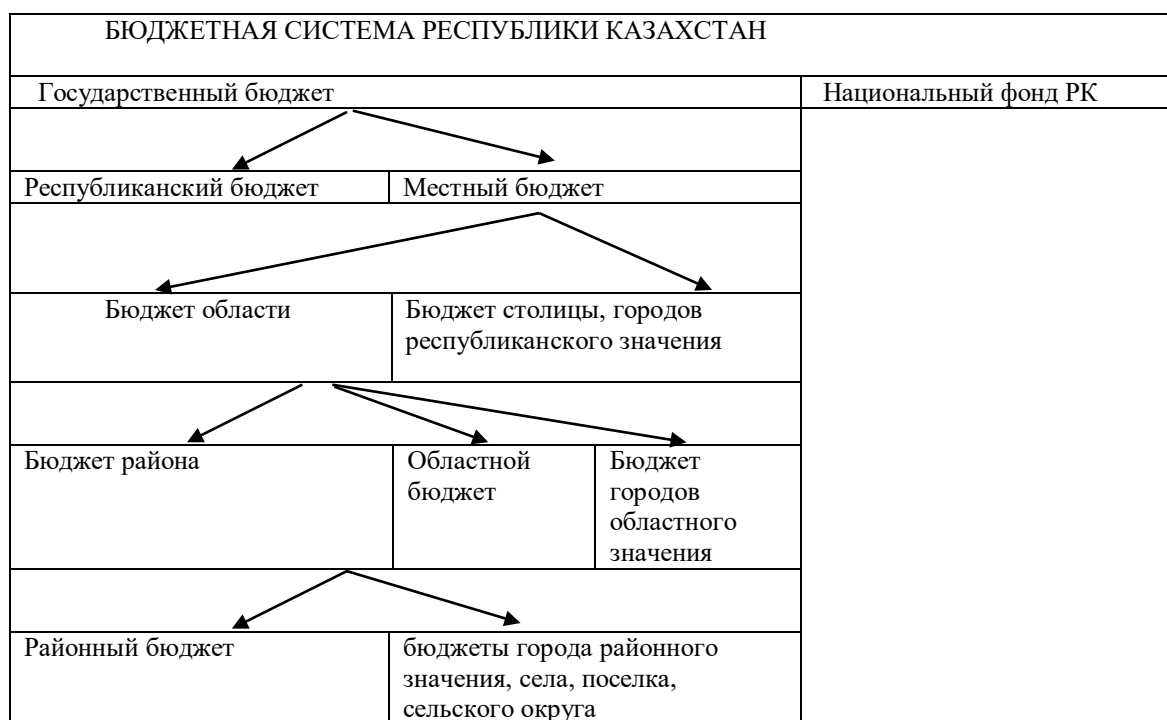 БЮДЖЕТНАЯ СИСТЕМА РЕСПУБЛИКИ КАЗАХСТАН
Государственный бюджет
Национальный фонд РК
Республиканский бюджет
Местный бюджет
Бюджет области
Бюджет столицы, городов
республиканского значения
Бюджет района
Областной
бюджет
Бюджет
городов
областного
значения
Районный бюджет
бюджеты города районного
значения, села, поселка,
сельского округа